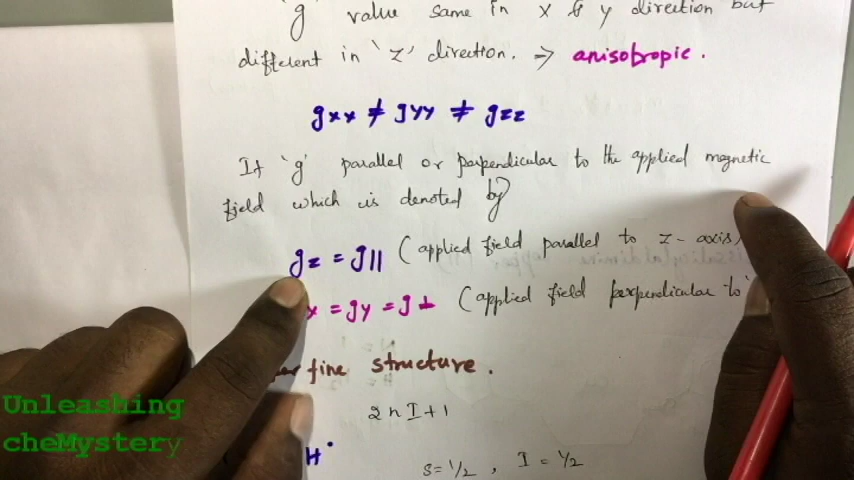 'g' value same in x & y direction but
different in 'z' direction. ⇒ anisotropic.
gxx ≠ gyy ≠ gzz
If 'g' parallel or perpendicular to the applied magnetic
field which is denoted by
gz = g|| (applied field parallel to z-axis)
x = gy = g⊥ (applied field perpendicular to
fine structure.
2nI+1
H•
S=1/2, I=1/2
Unleashing
cheMystery